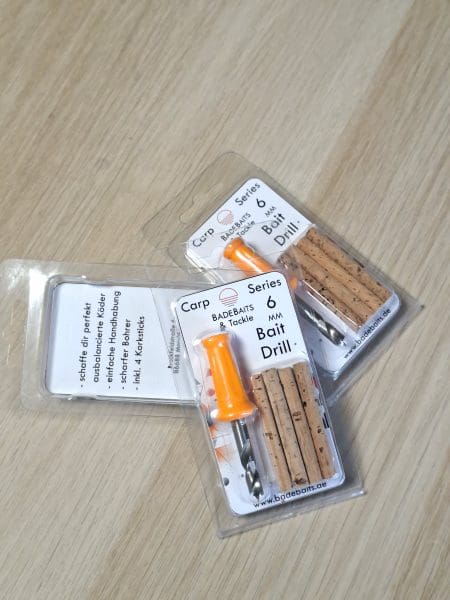 Carp Series
BADEBAITS
& Tackle
6
MM
Bait
Drill
www.badebaits.de
Carp Series
BADEBAITS
& Tackle
6
MM
Bait
Drill
www.badebaits.de
- schaffe dir perfekt
ausbalancierte Köder
- einfache Handhabung
- scharfer Bohrer
- inkl. 4 Korksticks